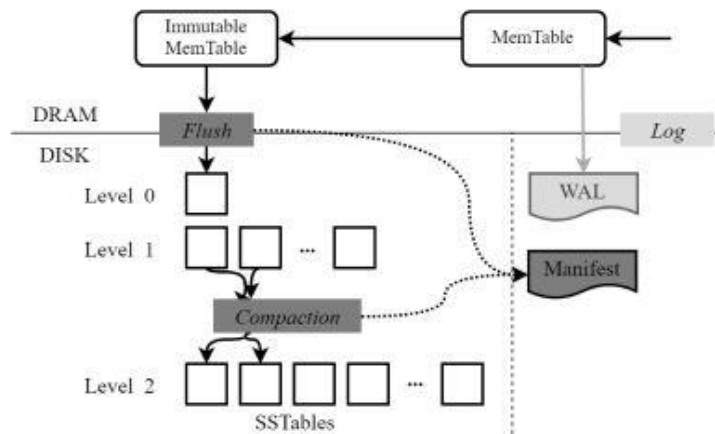 Immutable
MemTable
MemTable
DRAM
Flush
Log
DISK
WAL
Level 0
Level 1
...
Manifest
Compaction
Level 2
...
SSTables